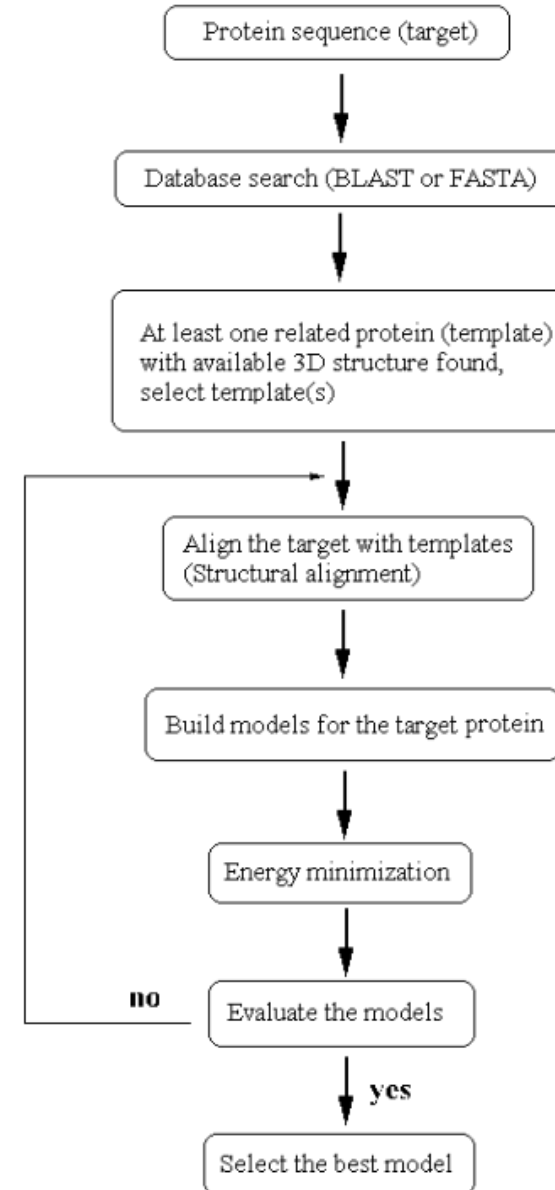 Protein sequence (target)
Database search (BLAST or FASTA)
At least one related protein (template)
with available 3D structure found,
select template(s)
Align the target with templates
(Structural alignment)
Build models for the target protein
Energy minimization
no
Evaluate the models
yes
Select the best model